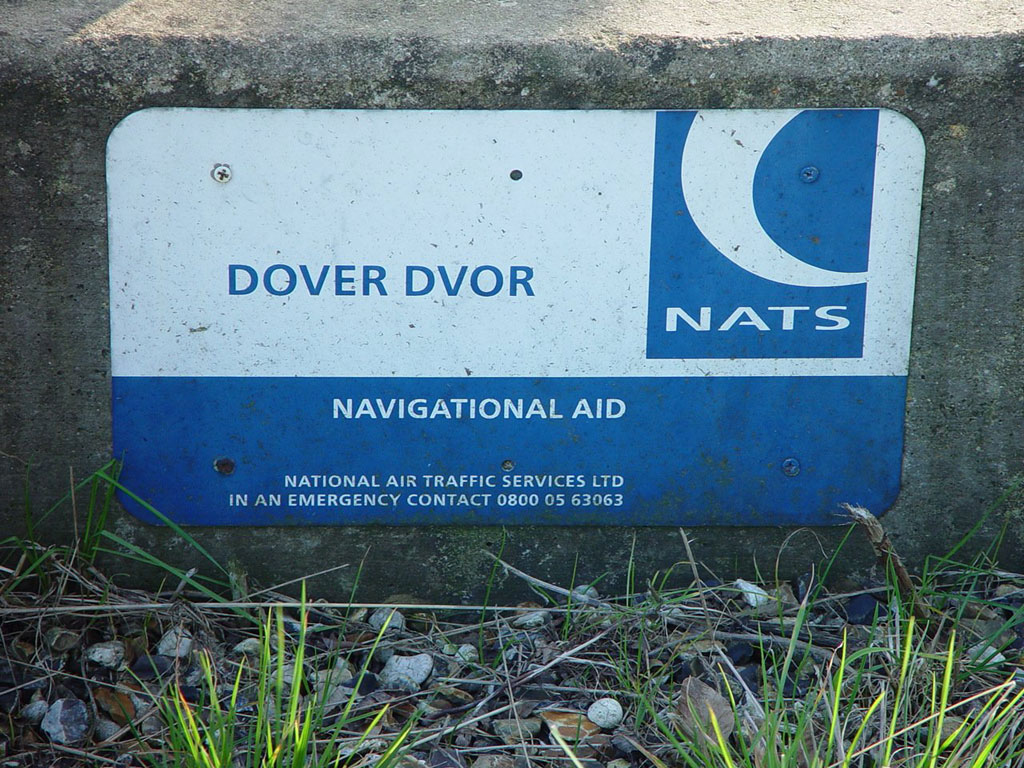 DOVER DVOR
NATS
NAVIGATIONAL AID
NATIONAL AIR TRAFFIC SERVICES LTD
IN AN EMERGENCY CONTACT 0800 05 63063